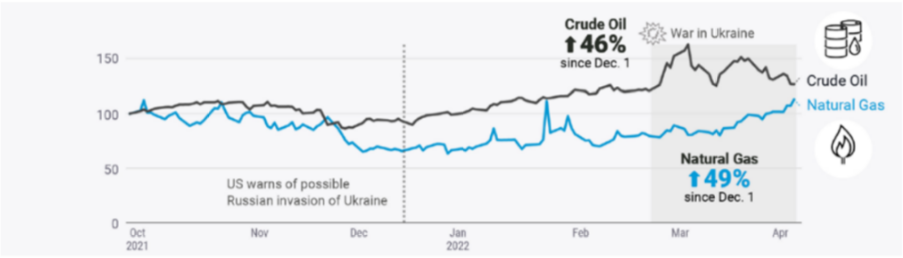 Crude Oil
46%
since Dec. 1
War in Ukraine
150
100
50
0
Crude Oil
Natural Gas
Natural Gas
49%
since Dec. 1
US warns of possible
Russian invasion of Ukraine
Oct Nov Dec Jan Feb Mar Apr
2021 2022